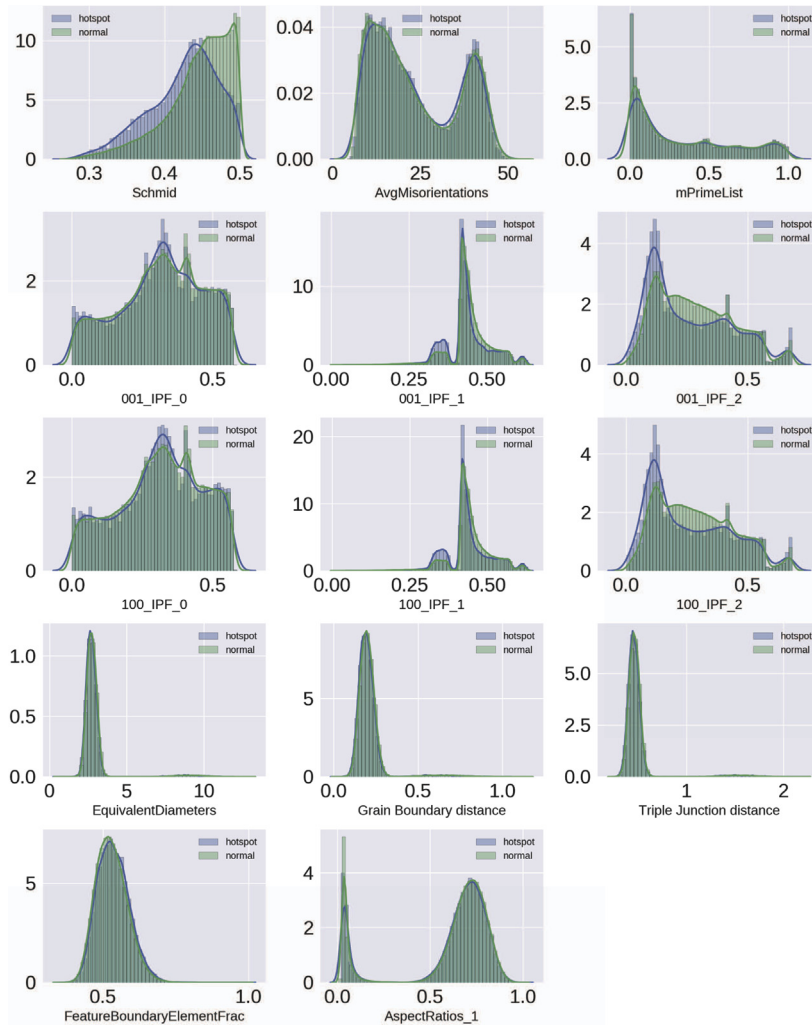 hotspot
normal
10
5
0
0.3 0.4 0.5
Schmid
hotspot
normal
0.04
0.02
0.00
0 25 50
AvgMisorientations
hotspot
normal
5.0
2.5
0.0
0.0 0.5 1.0
mPrimeList
hotspot
normal
2
0
0.0 0.5
001_IPF_0
hotspot
normal
10
0
0.00 0.25 0.50
001_IPF_1
hotspot
normal
4
2
0
0.0 0.5
001_IPF_2
hotspot
normal
2
0
0.0 0.5
100_IPF_0
hotspot
normal
20
10
0
0.00 0.25 0.50
100_IPF_1
hotspot
normal
4
2
0
0.0 0.5
100_IPF_2
hotspot
normal
1.0
0.5
0.0
0 5 10
EquivalentDiameters
hotspot
normal
5
0
0.0 0.5 1.0
Grain Boundary distance
hotspot
normal
5.0
2.5
0.0
1 2
Triple Junction distance
hotspot
normal
5
0
0.5 1.0
FeatureBoundaryElementFrac
hotspot
normal
4
2
0
0.0 0.5 1.0
AspectRatios_1